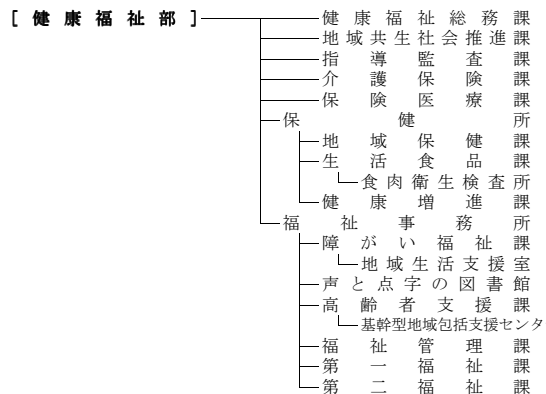 [健康福祉部]
健康福祉総務課
地域共生社会推進課
指導監査課
介護保険課
保険医療課
保健所
地域保健課
生活食品課
食肉衛生検査所
健康増進課
福祉事務所
障がい福祉課
地域生活支援室
声と点字の図書館
高齢者支援課
基幹型地域包括支援センタ
福祉管理課
第一福祉課
第二福祉課